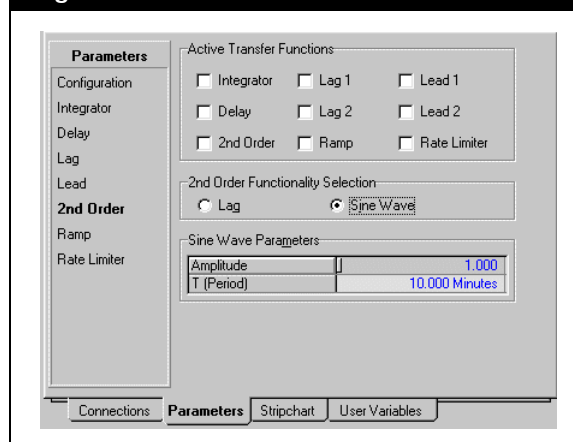 Parameters
Configuration
Integrator
Delay
Lag
Lead
2nd Order
Ramp
Rate Limiter
Active Transfer Functions
Integrator Lag 1 Lead 1
Delay Lag 2 Lead 2
2nd Order Ramp Rate Limiter
2nd Order Functionality Selection
Lag Sine Wave
Sine Wave Parameters
Amplitude 1.000
T (Period) 10.000 Minutes
Connections Parameters Stripchart User Variables